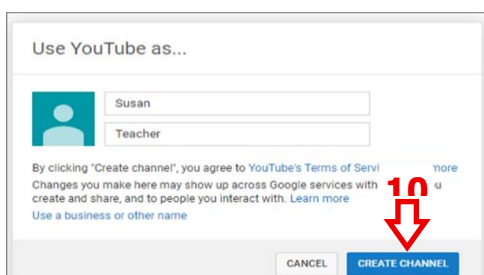 Use YouTube as...
Susan
Teacher
By clicking "Create channel", you agree to YouTube's Terms of more
Changes you make here may show up across Google services with
create and share, and to people you interact with. Learn more
Use a business or other name
10
CANCEL CREATE CHANNEL